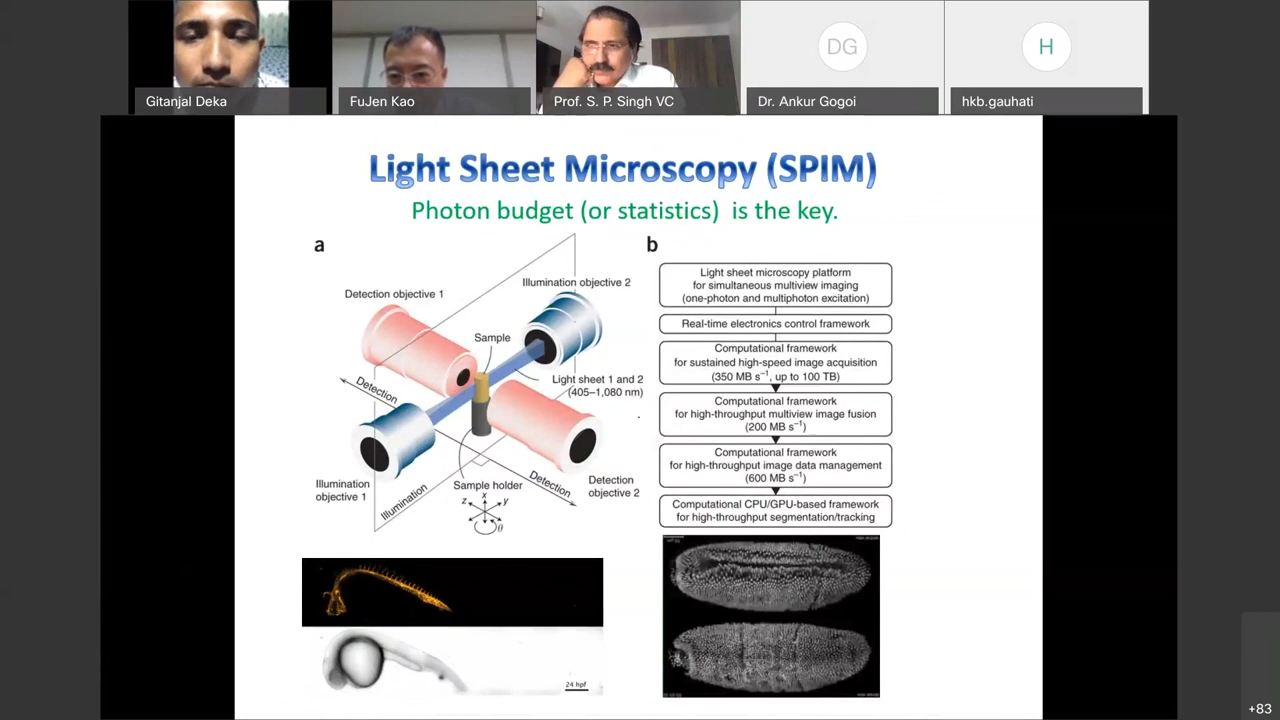 Gitanjal Deka
FuJen Kao
Prof. S. P. Singh VC
DG
Dr. Ankur Gogoi
H
hkb.gauhati
Light Sheet Microscopy (SPIM)
Photon budget (or statistics) is the key.
a
Detection objective 1
Illumination objective 2
Sample
Light sheet 1 and 2
(405–1,080 nm)
Detection
Illumination
objective 1
Illumination
Sample holder
Detection
Detection
objective 2
x
z
y
θ
b
Light sheet microscopy platform
for simultaneous multiview imaging
(one-photon and multiphoton excitation)
Real-time electronics control framework
Computational framework
for sustained high-speed image acquisition
(350 MB s⁻¹, up to 100 TB)
Computational framework
for high-throughput multiview image fusion
(200 MB s⁻¹)
Computational framework
for high-throughput image data management
(600 MB s⁻¹)
Computational CPU/GPU-based framework
for high-throughput segmentation/tracking
24 hpf
+83